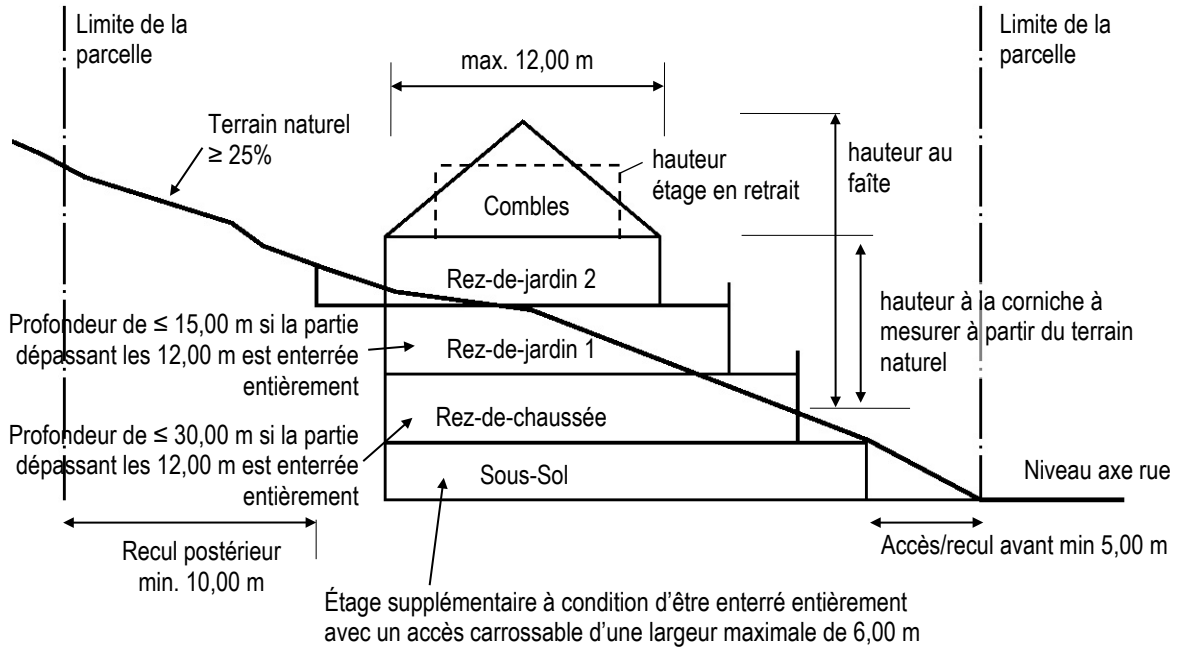 Limite de la
parcelle
max. 12,00 m
Limite de la
parcelle
Terrain naturel
≥ 25%
hauteur
étage en retrait
hauteur au
faîte
Combles
Rez-de-jardin 2
hauteur à la corniche à
mesurer à partir du terrain
naturel
Profondeur de ≤ 15,00 m si la partie
dépassant les 12,00 m est enterrée
entièrement
Rez-de-jardin 1
Rez-de-chaussée
Profondeur de ≤ 30,00 m si la partie
dépassant les 12,00 m est enterrée
entièrement
Sous-Sol
Niveau axe rue
Recul postérieur
min. 10,00 m
Accès/recul avant min 5,00 m
Étage supplémentaire à condition d’être enterré entièrement
avec un accès carrossable d’une largeur maximale de 6,00 m